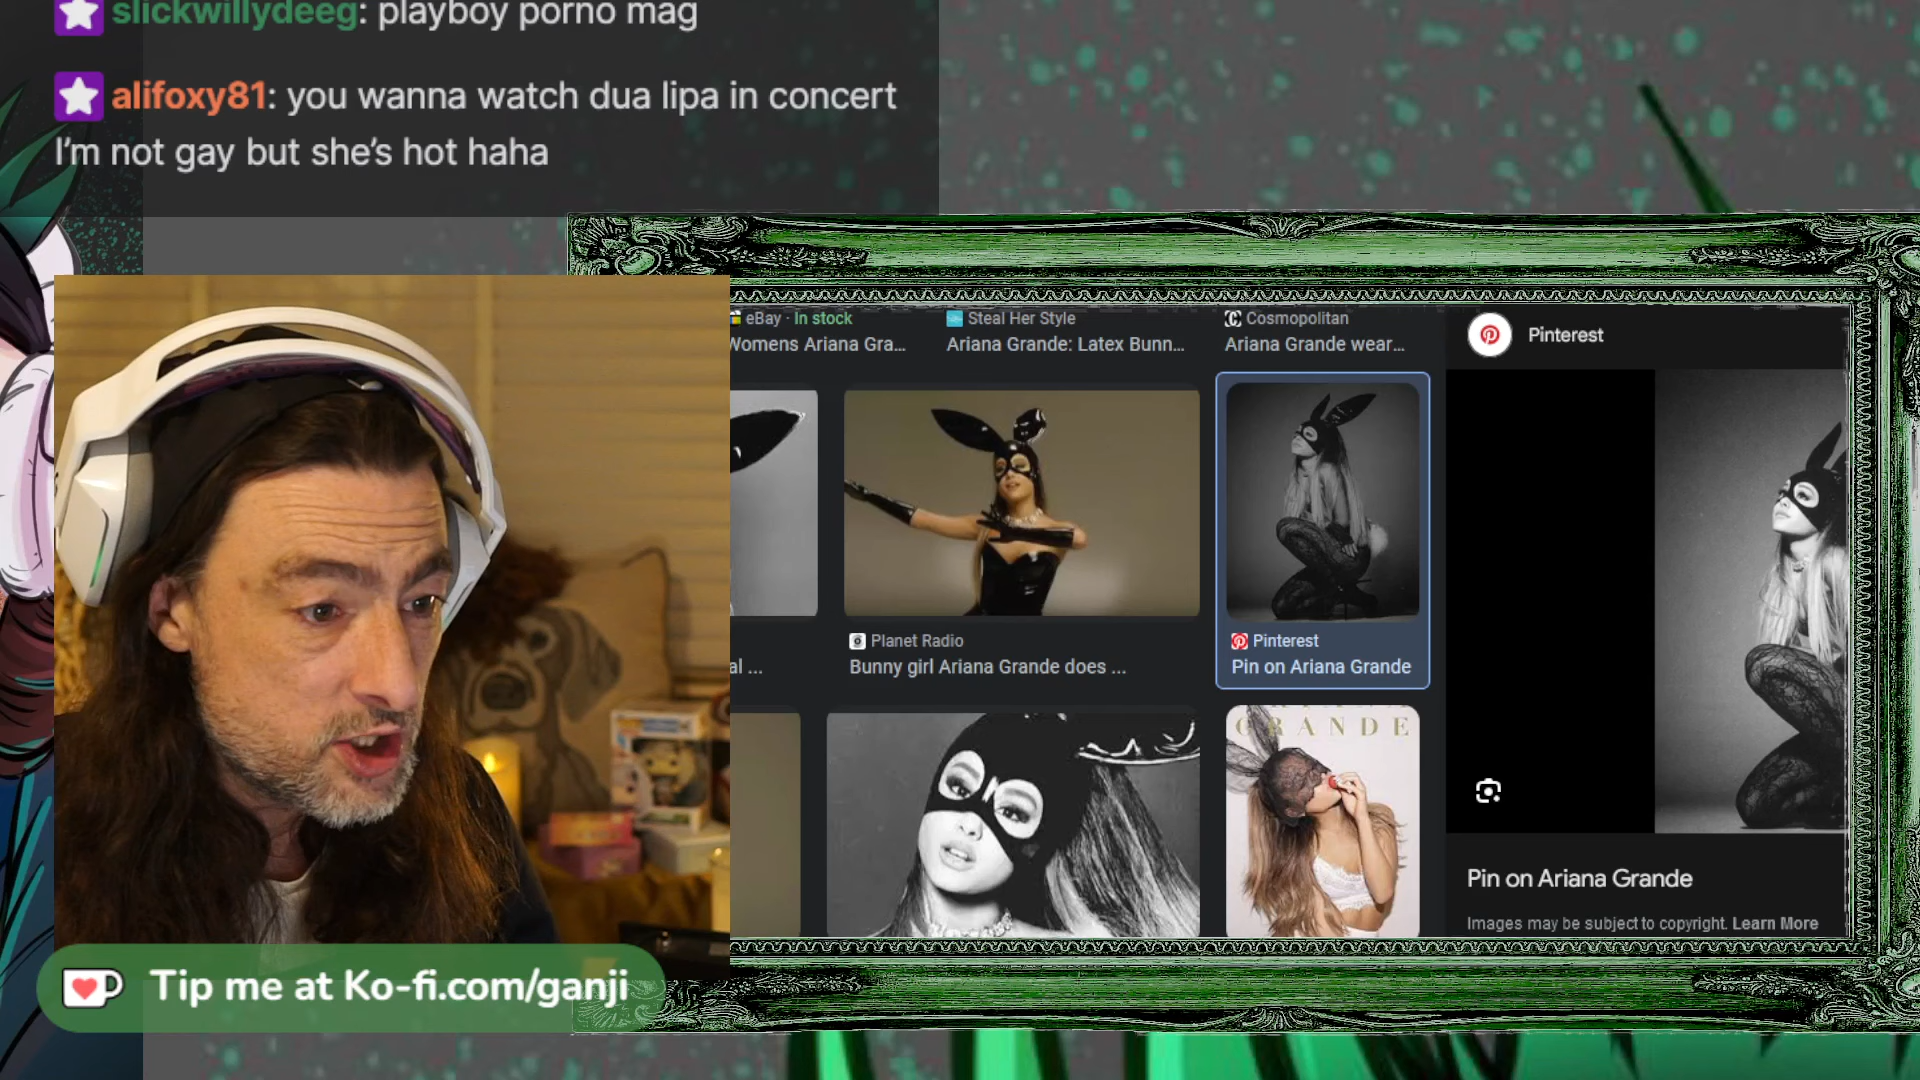 slickwillydeeg: playboy porno mag
alifoxy81: you wanna watch dua lipa in concert
I'm not gay but she's hot haha
eBay · In stock
Womens Ariana Gra...
Steal Her Style
Ariana Grande: Latex Bunn...
Cosmopolitan
Ariana Grande wear...
Pinterest
al ...
Planet Radio
Bunny girl Ariana Grande does ...
Pinterest
Pin on Ariana Grande
GRANDE
Pin on Ariana Grande
Images may be subject to copyright. Learn More
Tip me at Ko-fi.com/ganji